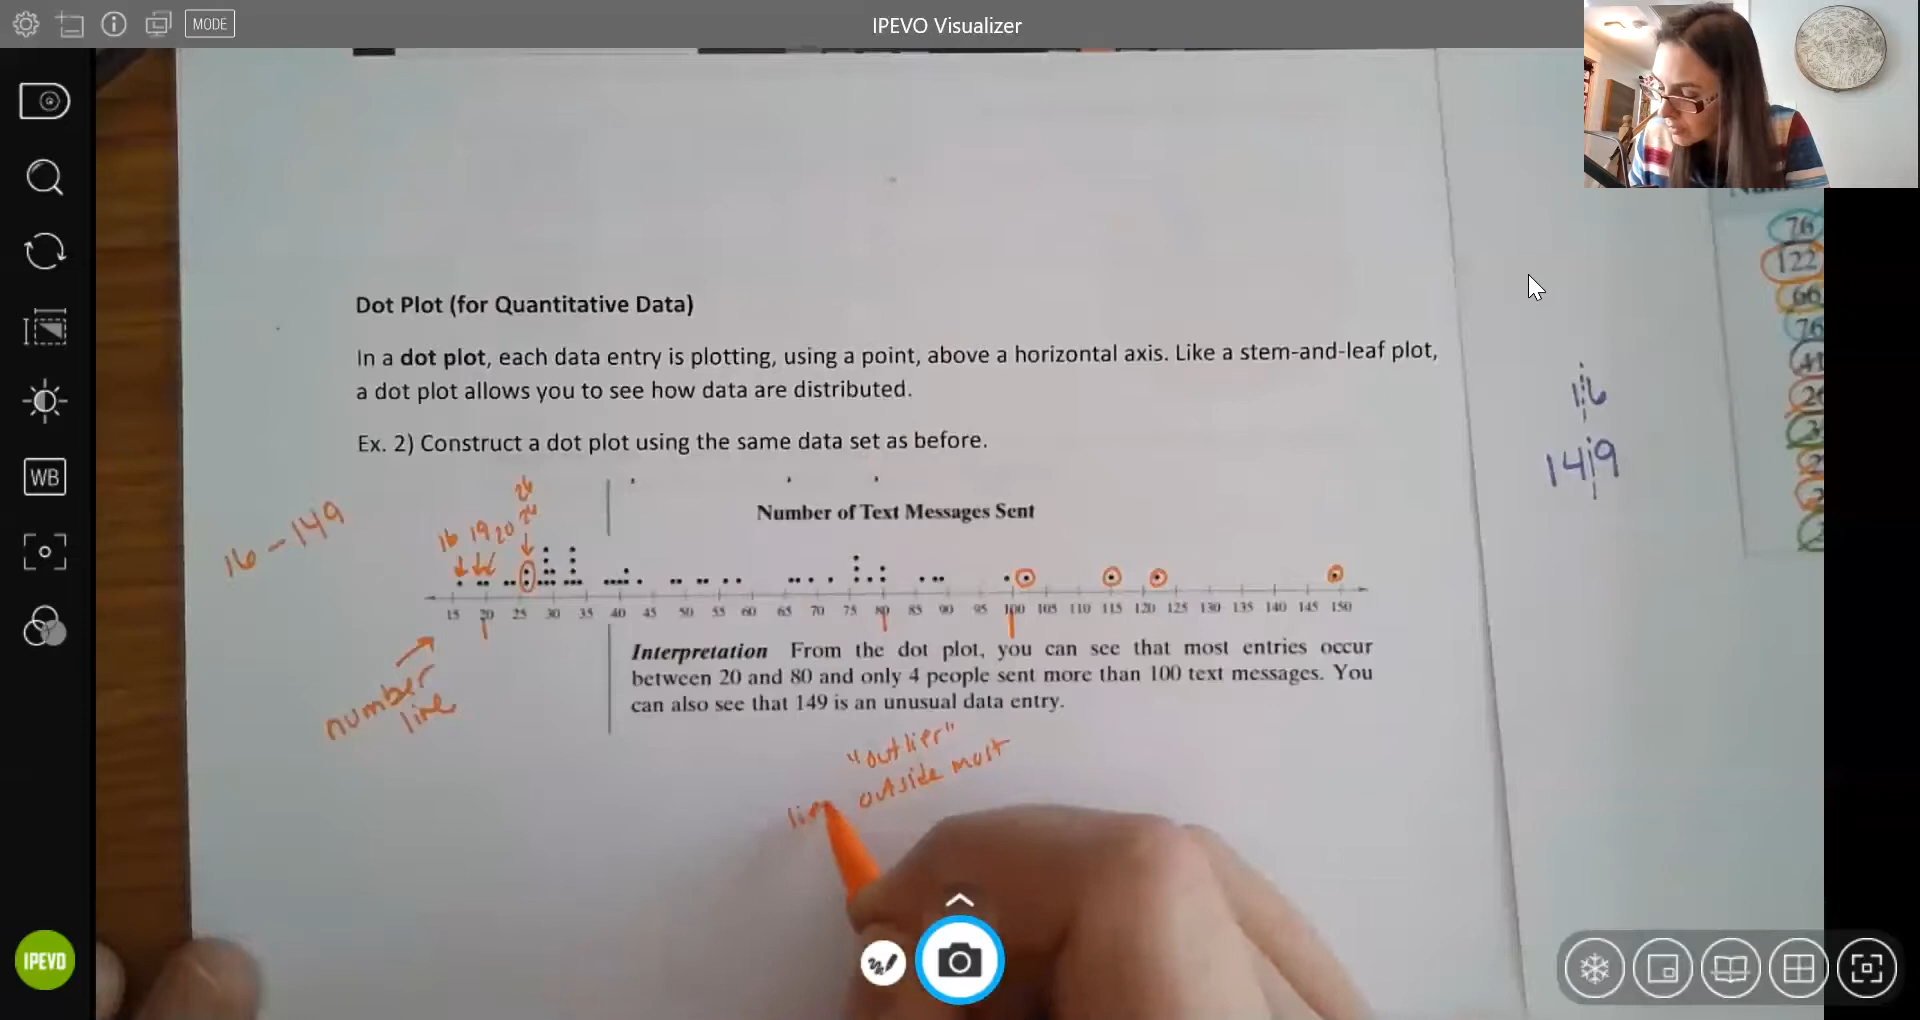 MODE
IPEVO Visualizer
WB
IPEVO
Dot Plot (for Quantitative Data)
In a dot plot, each data entry is plotting, using a point, above a horizontal axis. Like a stem-and-leaf plot,
a dot plot allows you to see how data are distributed.
Ex. 2) Construct a dot plot using the same data set as before.
16 - 149
16 19 20
Number of Text Messages Sent
15 20 25 30 35 40 45 50 55 60 65 70 75 80 85 90 95 100 105 110 115 120 125 130 135 140 145 150
number
line
Interpretation From the dot plot, you can see that most entries occur
between 20 and 80 and only 4 people sent more than 100 text messages. You
can also see that 149 is an unusual data entry.
"outlier"
outside most
16
149
76
122
66
76
41